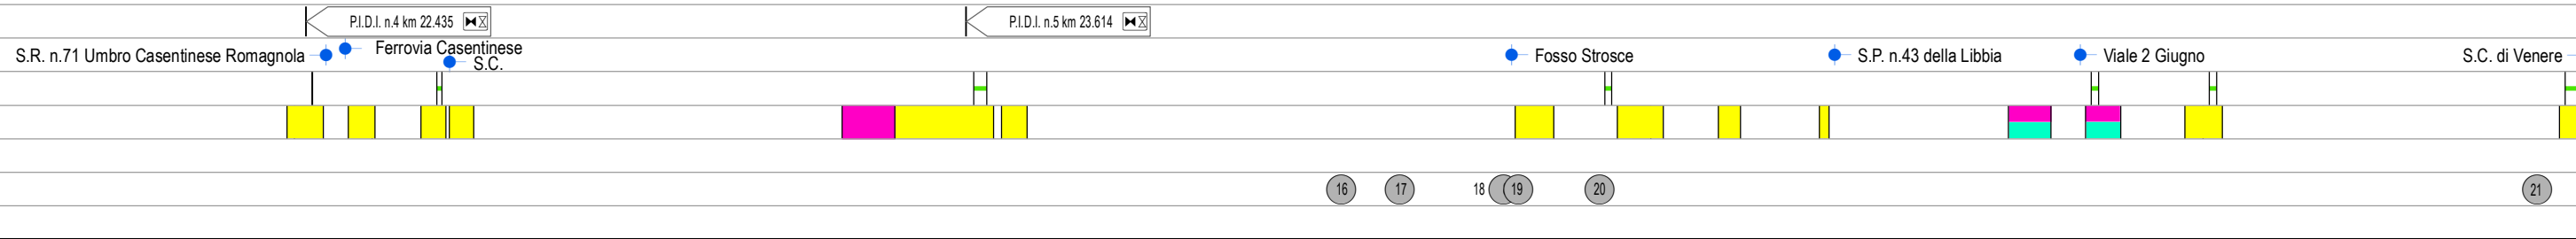 P.I.D.I. n.4 km 22.435
P.I.D.I. n.5 km 23.614
S.R. n.71 Umbro Casentinese Romagnola
Ferrovia Casentinese
S.C.
Fosso Strosce
S.P. n.43 della Libbia
Viale 2 Giugno
S.C. di Venere
16
17
18
19
20
21